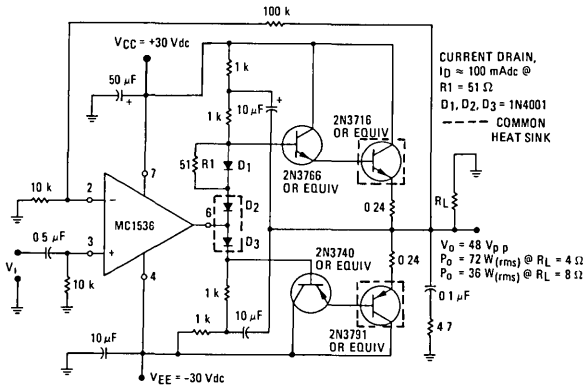 100 k
VCC = +30 Vdc
50 µF
+
1 k
1 k
10 µF
+
CURRENT DRAIN,
ID ≈ 100 mAdc @
R1 = 51 Ω
D1, D2, D3 = 1N4001
COMMON
HEAT SINK
2N3716
OR EQUIV
2N3766
OR EQUIV
51
R1
D1
7
10 k
2
−
MC1536
6
D2
D3
0 24
RL
0 5 µF
3
+
Vi
10 k
4
Vo = 48 Vp p
Po = 72 W(rms) @ RL = 4 Ω
Po = 36 W(rms) @ RL = 8 Ω
2N3740
OR EQUIV
0 24
1 k
1 k
10 µF
0 1 µF
4 7
2N3791
OR EQUIV
10 µF
+
VEE = −30 Vdc